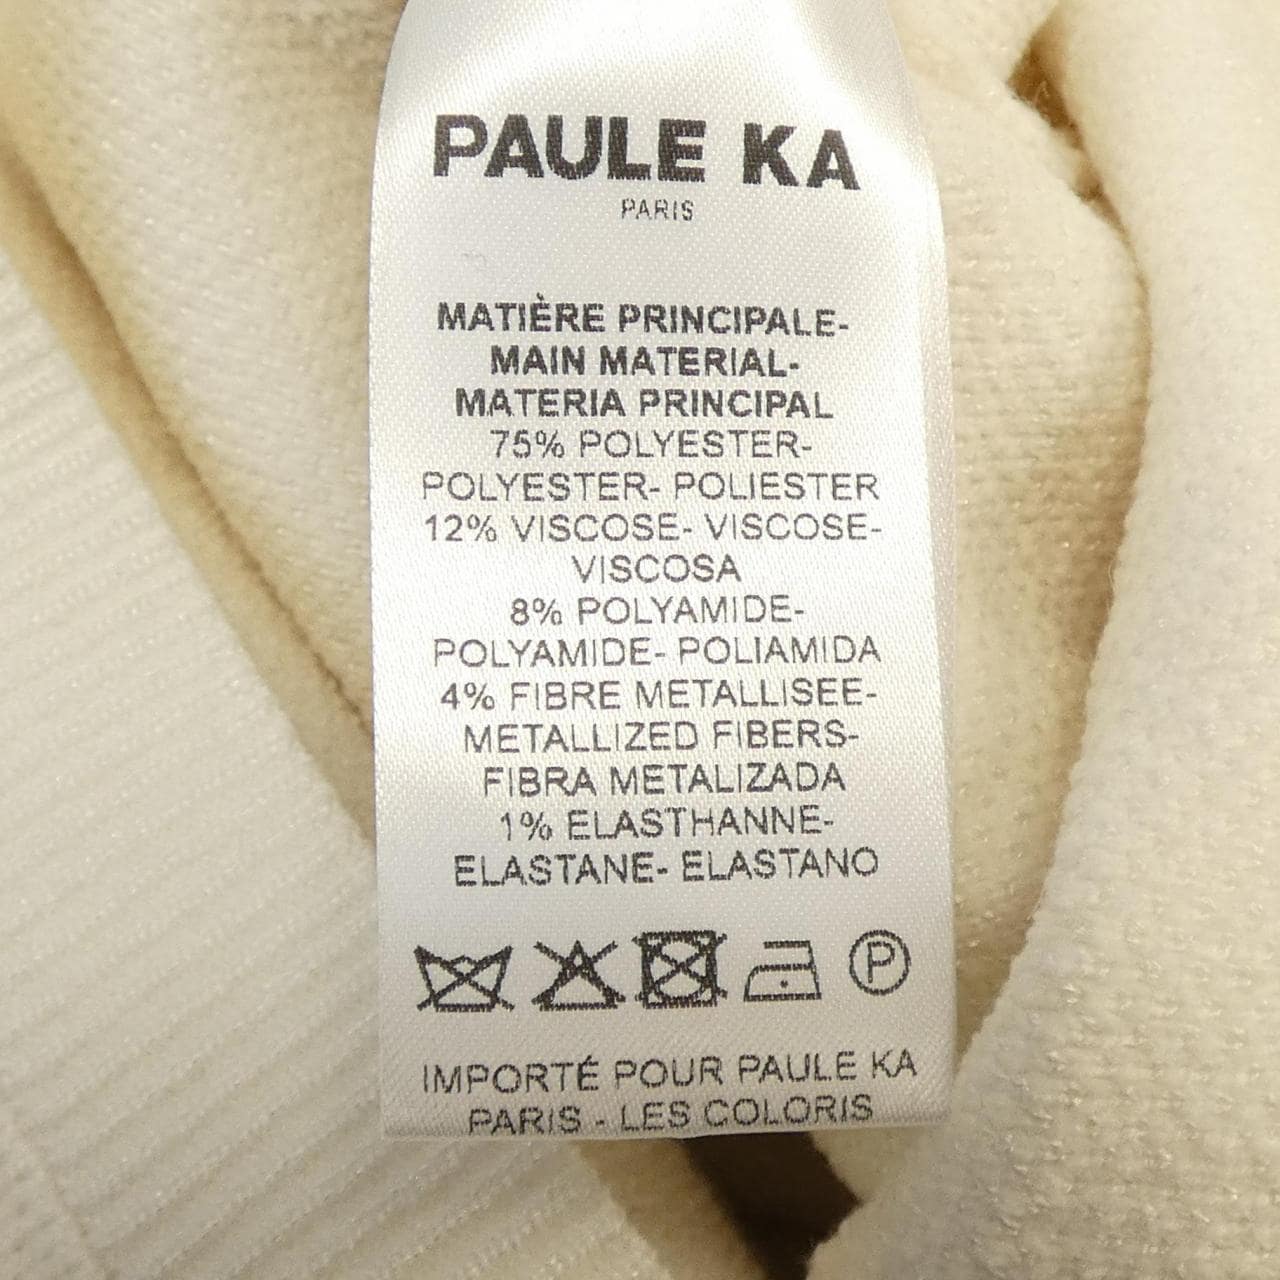 PAULE KA
PARIS
MATIÈRE PRINCIPALE-
MAIN MATERIAL-
MATERIA PRINCIPAL
75% POLYESTER-
POLYESTER- POLIESTER
12% VISCOSE- VISCOSE-
VISCOSA
8% POLYAMIDE-
POLYAMIDE- POLIAMIDA
4% FIBRE METALLISEE-
METALLIZED FIBERS-
FIBRA METALIZADA
1% ELASTHANNE-
ELASTANE- ELASTANO
P
IMPORTÉ POUR PAULE KA
PARIS - LES COLORIS